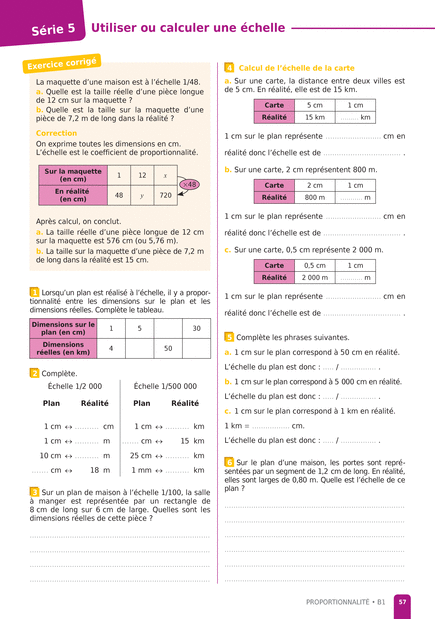 Série 5
Utiliser ou calculer une échelle
Exercice corrigé
La maquette d'une maison est à l'échelle 1/48.
a. Quelle est la taille réelle d'une pièce longue
de 12 cm sur la maquette ?
b. Quelle est la taille sur la maquette d'une
pièce de 7,2 m de long dans la réalité ?
Correction
On exprime toutes les dimensions en cm.
L'échelle est le coefficient de proportionnalité.
Sur la maquette (en cm) 1 12 x
En réalité (en cm) 48 y 720
×48
Après calcul, on conclut.
a. La taille réelle d'une pièce longue de 12 cm
sur la maquette est 576 cm (ou 5,76 m).
b. La taille sur la maquette d'une pièce de 7,2 m
de long dans la réalité est 15 cm.
1 Lorsqu'un plan est réalisé à l'échelle, il y a propor-
tionnalité entre les dimensions sur le plan et les
dimensions réelles. Complète le tableau.
Dimensions sur le plan (en cm) 1 5 30
Dimensions réelles (en km) 4 50
2 Complète.
Échelle 1/2 000 Échelle 1/500 000
Plan Réalité Plan Réalité
1 cm ↔ .......... cm 1 cm ↔ .......... km
1 cm ↔ .......... m ....... cm ↔ 15 km
10 cm ↔ .......... m 25 cm ↔ .......... km
....... cm ↔ 18 m 1 mm ↔ .......... km
3 Sur un plan de maison à l'échelle 1/100, la salle
à manger est représentée par un rectangle de
8 cm de long sur 6 cm de large. Quelles sont les
dimensions réelles de cette pièce ?
4 Calcul de l'échelle de la carte
a. Sur une carte, la distance entre deux villes est
de 5 cm. En réalité, elle est de 15 km.
Carte 5 cm 1 cm
Réalité 15 km ........ km
1 cm sur le plan représente ........................ cm en
réalité donc l'échelle est de ................................. .
b. Sur une carte, 2 cm représentent 800 m.
Carte 2 cm 1 cm
Réalité 800 m .......... m
1 cm sur le plan représente ........................ cm en
réalité donc l'échelle est de ................................. .
c. Sur une carte, 0,5 cm représente 2 000 m.
Carte 0,5 cm 1 cm
Réalité 2 000 m .......... m
1 cm sur le plan représente ........................ cm en
réalité donc l'échelle est de ................................. .
5 Complète les phrases suivantes.
a. 1 cm sur le plan correspond à 50 cm en réalité.
L'échelle du plan est donc : ..... / ............... .
b. 1 cm sur le plan correspond à 5 000 cm en réalité.
L'échelle du plan est donc : ..... / ............... .
c. 1 cm sur le plan correspond à 1 km en réalité.
1 km = ................ cm.
L'échelle du plan est donc : ..... / ............... .
6 Sur le plan d'une maison, les portes sont repré-
sentées par un segment de 1,2 cm de long. En réalité,
elles sont larges de 0,80 m. Quelle est l'échelle de ce
plan ?
PROPORTIONNALITÉ • B1 57